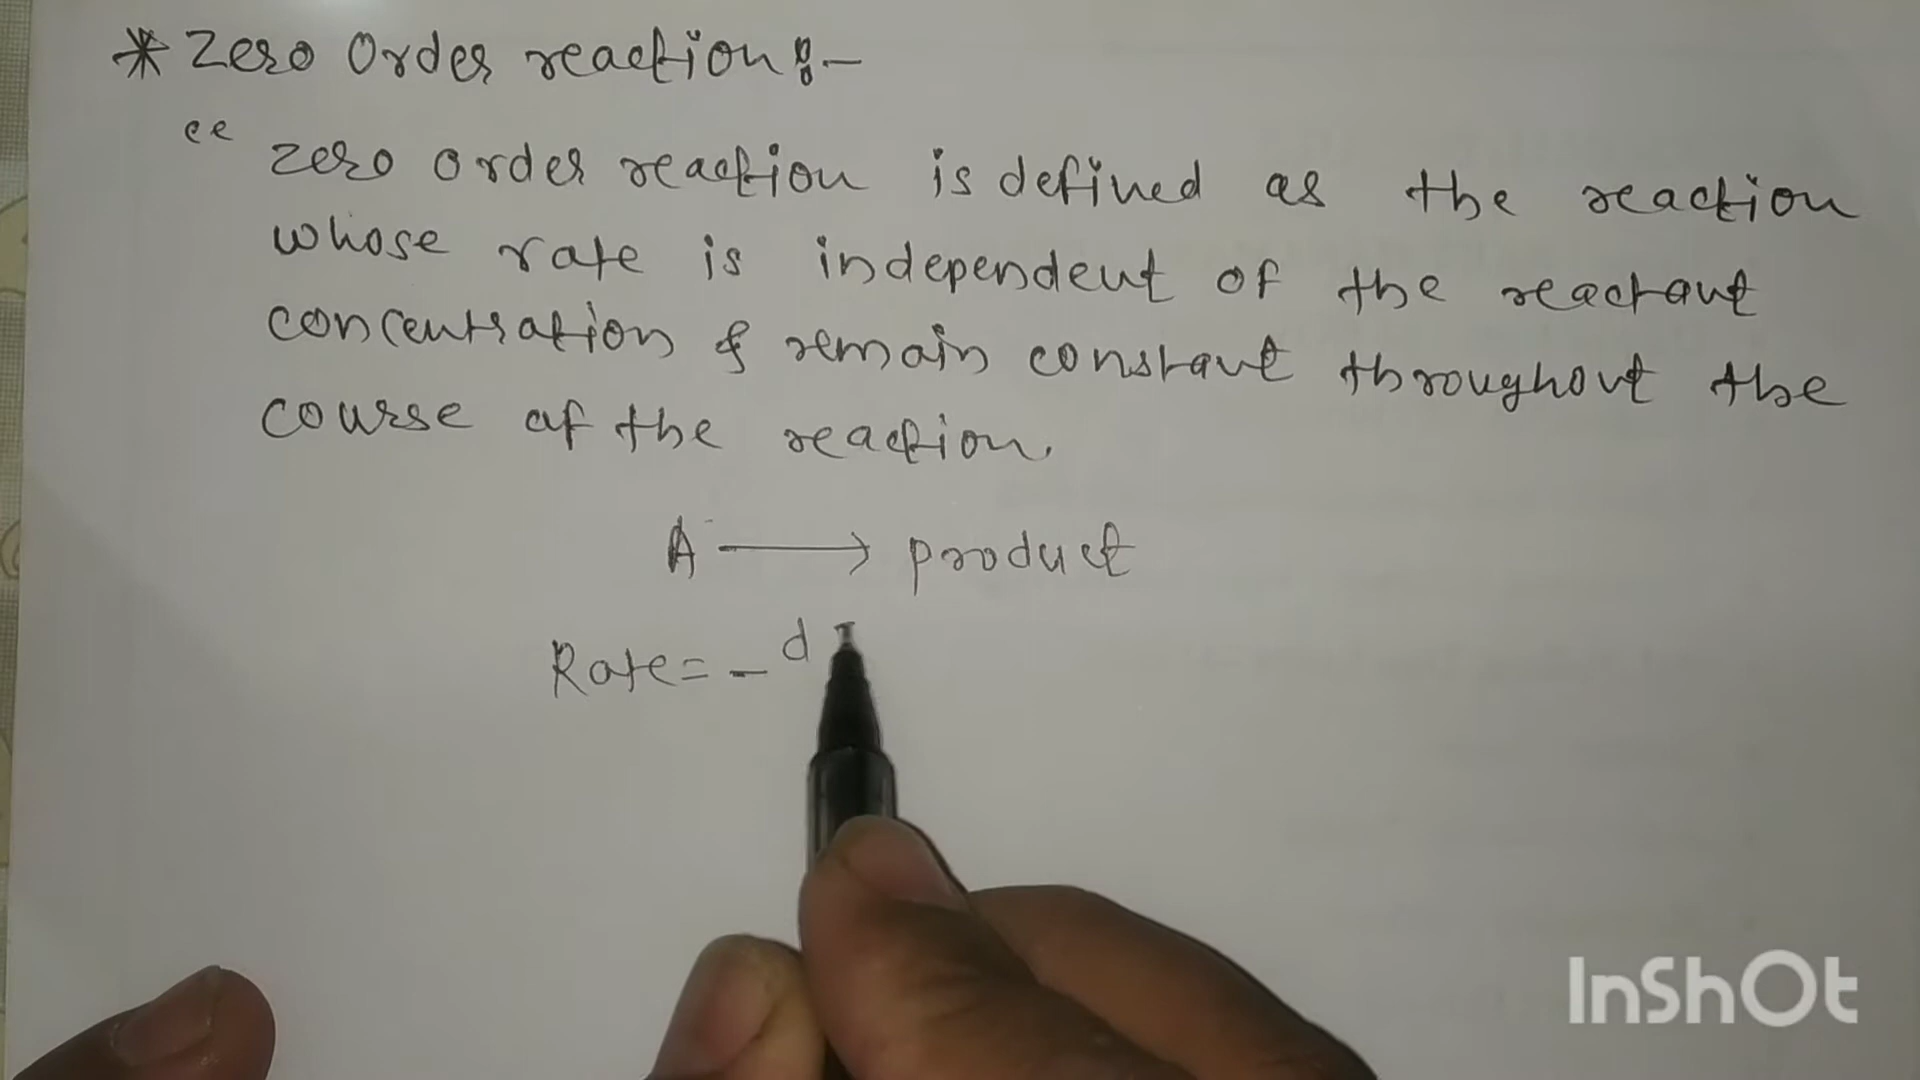 * Zero Order reaction:-
“ zero order reaction is defined as the reaction
whose rate is independent of the reactant
concentration & remain constant throughout the
course of the reaction.
A ⟶ product
Rate = - d
InShOt